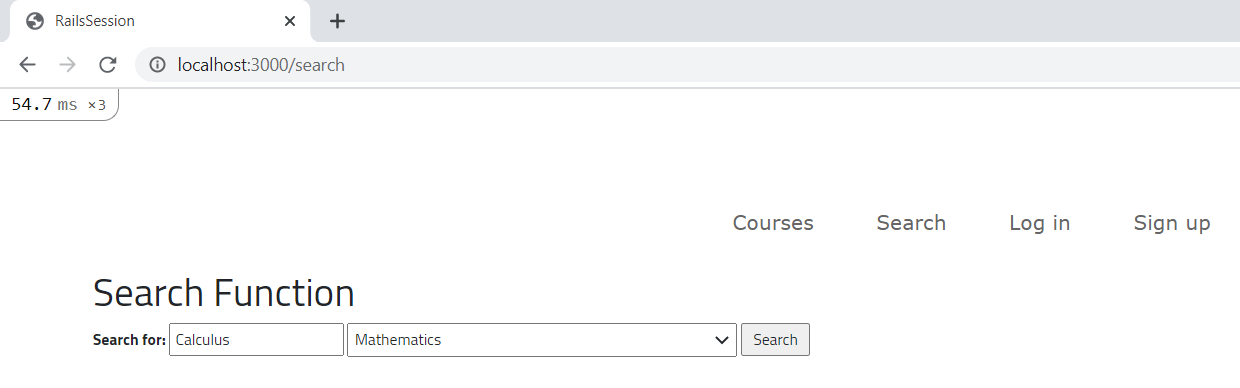 RailsSession
localhost:3000/search
54.7 ms ×3
Courses Search Log in Sign up
Search Function
Search for: Calculus Mathematics Search